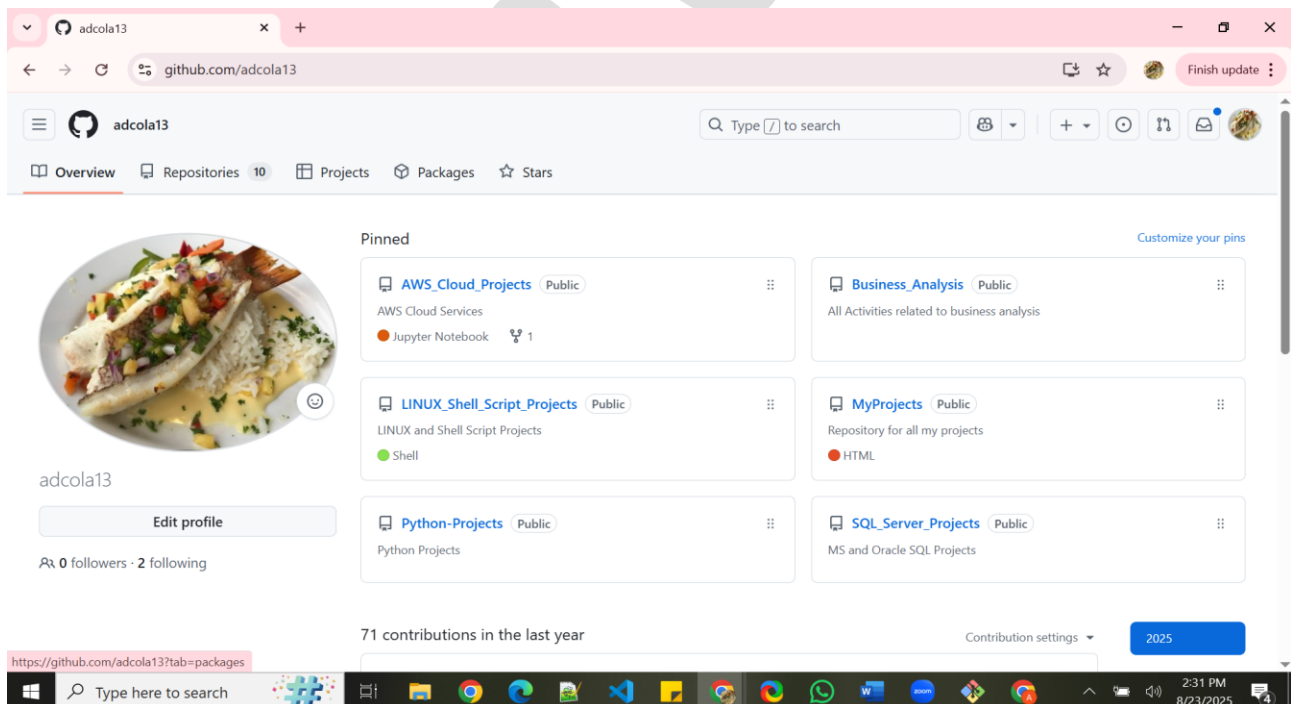 adcola13
github.com/adcola13
Finish update
adcola13
Type / to search
Overview Repositories 10 Projects Packages Stars
Pinned
Customize your pins
AWS_Cloud_Projects Public
AWS Cloud Services
Jupyter Notebook 1
Business_Analysis Public
All Activities related to business analysis
LINUX_Shell_Script_Projects Public
LINUX and Shell Script Projects
Shell
MyProjects Public
Repository for all my projects
HTML
Python-Projects Public
Python Projects
SQL_Server_Projects Public
MS and Oracle SQL Projects
adcola13
Edit profile
0 followers · 2 following
71 contributions in the last year
Contribution settings
2025
https://github.com/adcola13?tab=packages
Type here to search
zoom
2:31 PM
8/23/2025
4